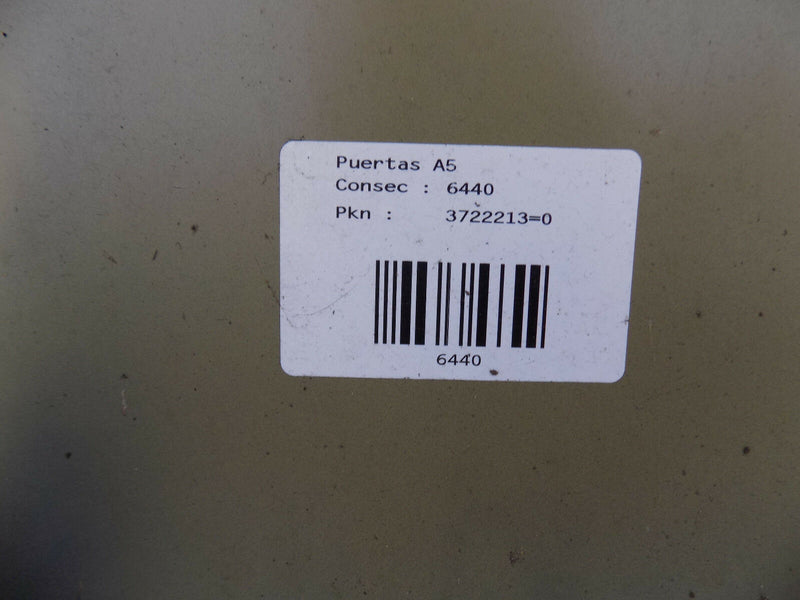 Puertas A5
Consec : 6440
Pkn : 3722213=0
6440